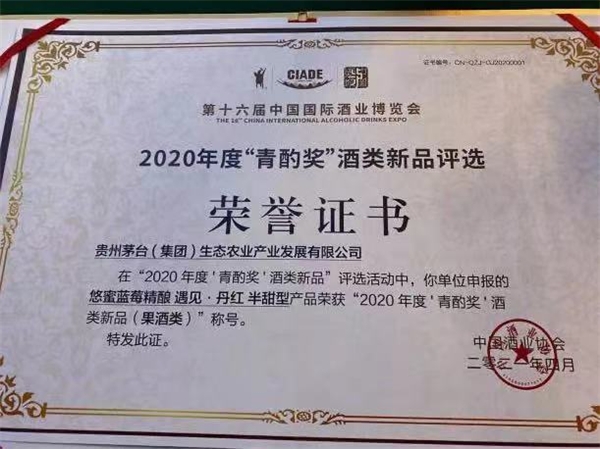 证书编号：CN-QZJ-GJ20200001
CIADE
第十六届中国国际酒业博览会
THE 16th CHINA INTERNATIONAL ALCOHOLIC DRINKS EXPO
2020年度“青酌奖”酒类新品评选
荣誉证书
贵州茅台（集团）生态农业产业发展有限公司
在“2020年度'青酌奖'酒类新品”评选活动中，你单位申报的
悠蜜蓝莓精酿 遇见·丹红 半甜型产品荣获“2020年度'青酌奖'酒
类新品（果酒类）”称号。
特发此证。
中国酒业协会
二零二一年四月